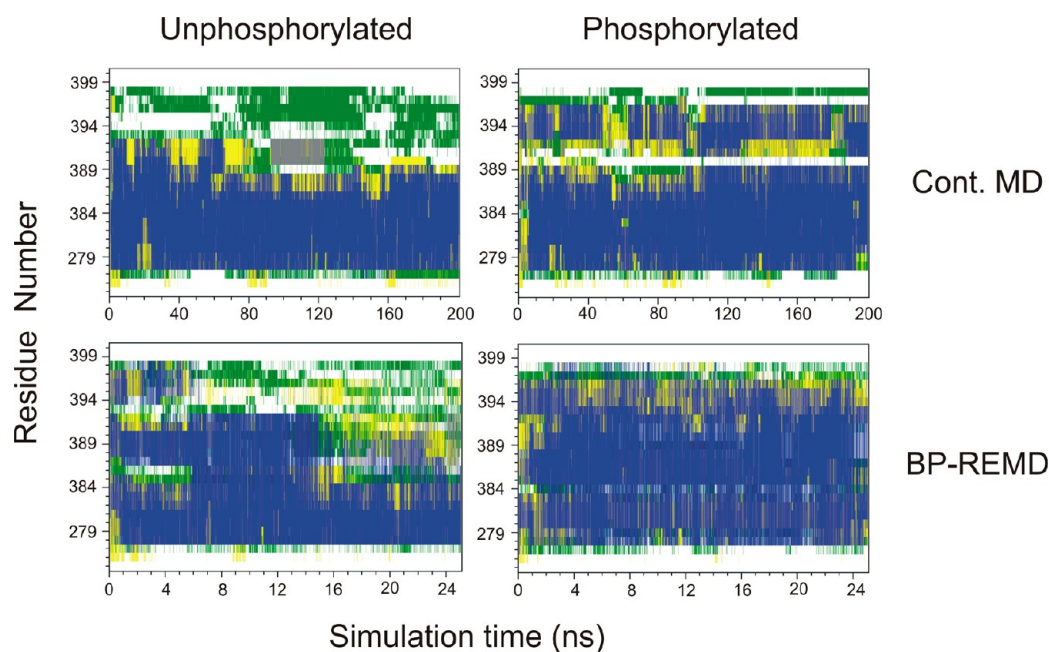 Unphosphorylated Phosphorylated
399
394
389
384
279
0 40 80 120 160 200
399
394
389
384
279
0 40 80 120 160 200
Cont. MD
Residue Number
399
394
389
384
279
0 4 8 12 16 20 24
399
394
389
384
279
0 4 8 12 16 20 24
BP-REMD
Simulation time (ns)